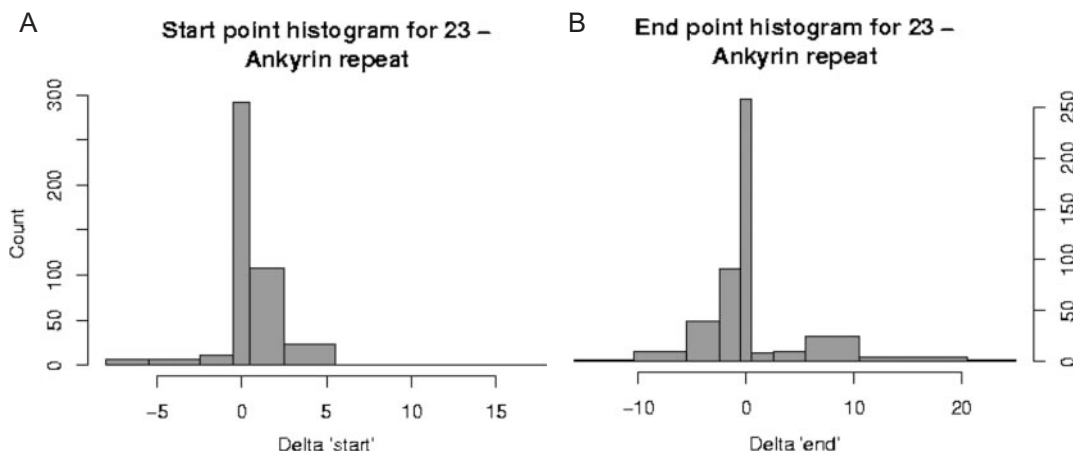 A
Start point histogram for 23 –
Ankyrin repeat
Count
300
200
100
50
0
−5 0 5 10 15
Delta 'start'
B
End point histogram for 23 –
Ankyrin repeat
250
200
150
100
50
0
−10 0 10 20
Delta 'end'